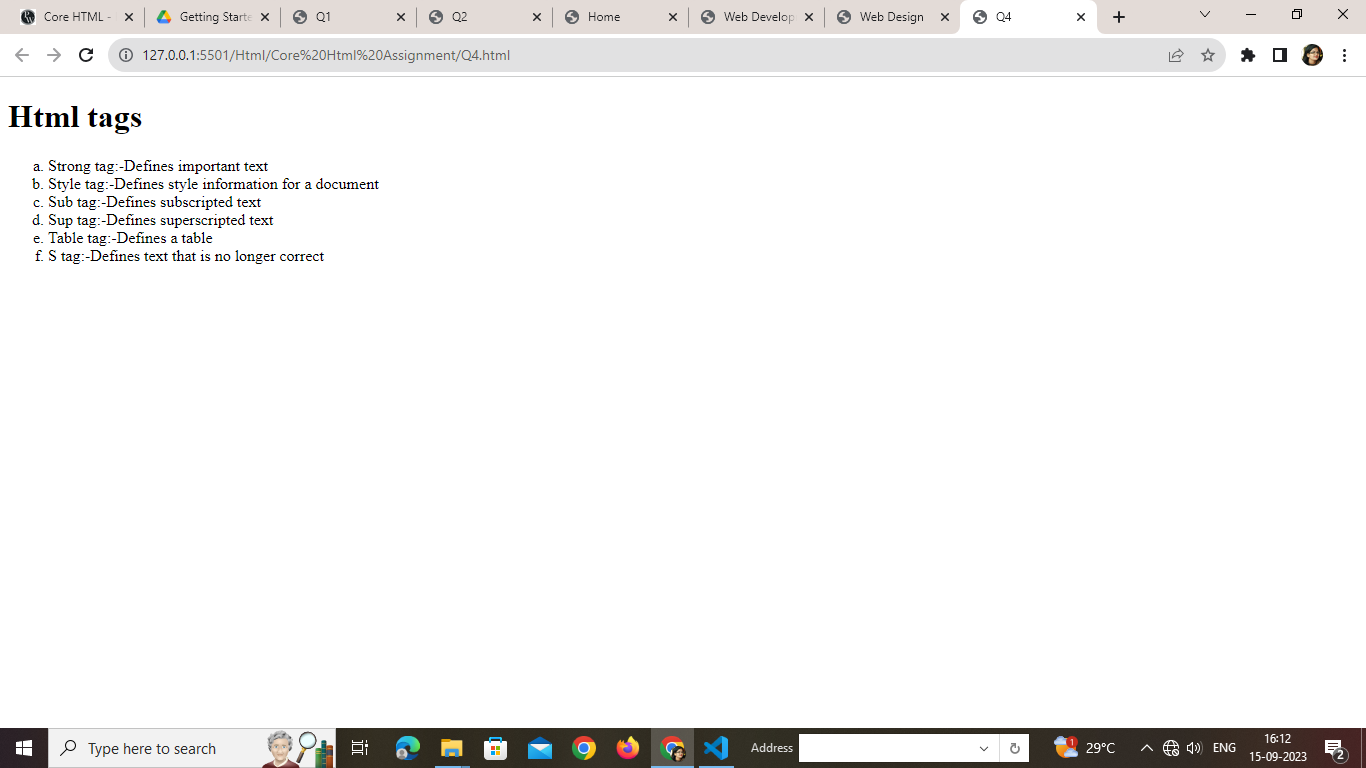 Core HTML -
Getting Starte
Q1
Q2
Home
Web Develop
Web Design
Q4
127.0.0.1:5501/Html/Core%20Html%20Assignment/Q4.html
Html tags
a. Strong tag:-Defines important text
b. Style tag:-Defines style information for a document
c. Sub tag:-Defines subscripted text
d. Sup tag:-Defines superscripted text
e. Table tag:-Defines a table
f. S tag:-Defines text that is no longer correct
Type here to search
Address
1
29°C
ENG
16:12
15-09-2023
2